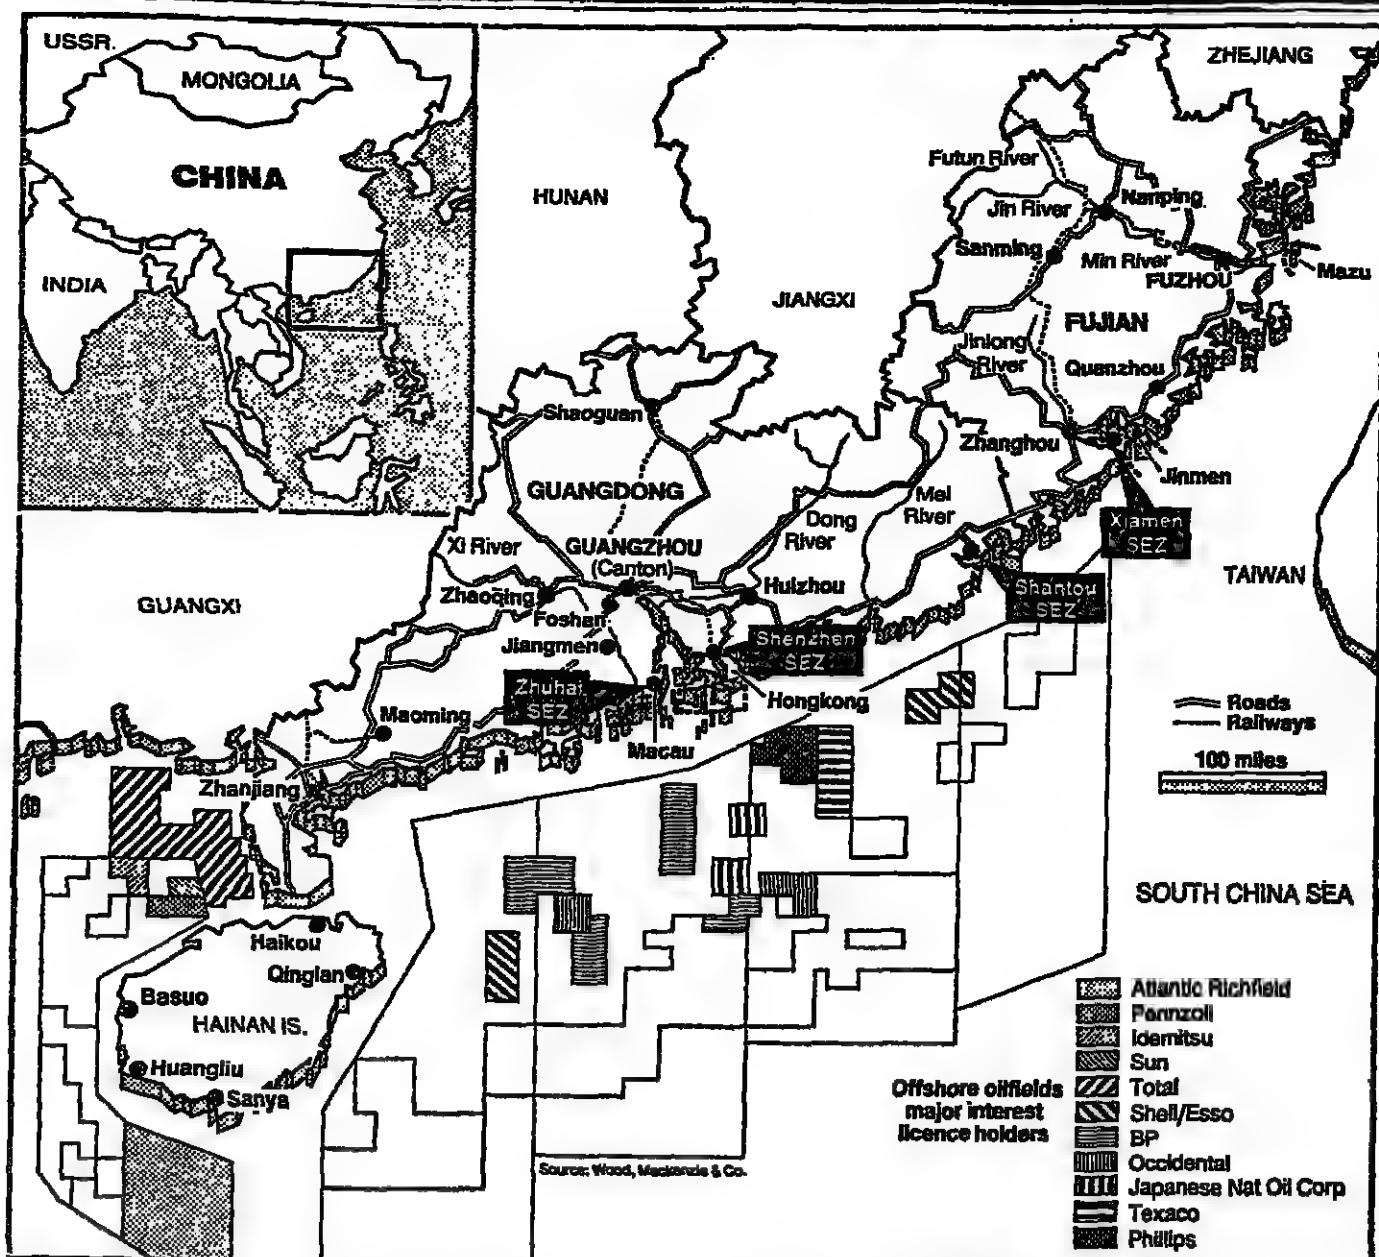 USSR.
MONGOLIA
CHINA
INDIA
HUNAN
JIANGXI
ZHEJIANG
Futun River
Jin River
Nanping
Sanming
Min River
FUZHOU
Mazu
FUJIAN
Jinlong
River
Quanzhou
Zhanghou
Jinmen
Xiamen
SEZ
Shaoguan
GUANGDONG
Mei
River
Dong
River
Xi River
GUANGZHOU
(Canton)
Huizhou
Zhaoqing
Foshan
Jiangmen
GUANGXI
Shantou
SEZ
TAIWAN
Shenzhen
SEZ
Zhuhai
SEZ
Hongkong
Macau
Maoming
Zhanjiang
Roads
Railways
100 miles
SOUTH CHINA SEA
Haikou
Qinglan
Basuo
HAINAN IS.
Huangliu
Sanya
Offshore oilfields
major interest
licence holders
Atlantic Richfield
Pennzoil
Idemitsu
Sun
Total
Shell/Esso
BP
Occidental
Japanese Nat Oil Corp
Texaco
Phillips
Source: Wood, Mackenzie & Co.